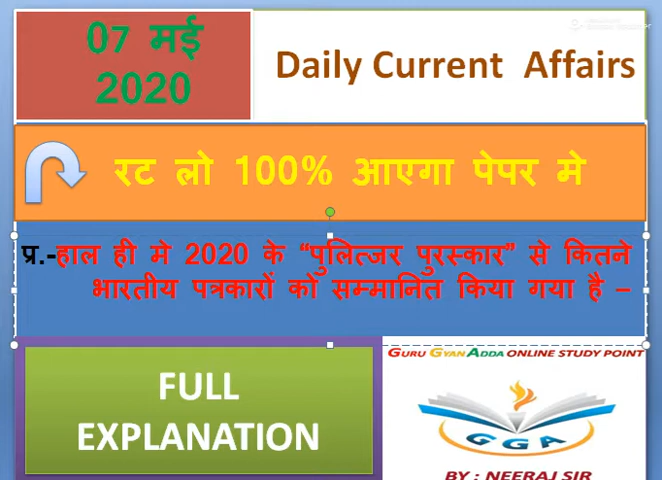 07 मई
2020
Daily Current Affairs
रट लो 100% आएगा पेपर मे
प्र.-हाल ही मे 2020 के “पुलित्जर पुरस्कार” से कितने
भारतीय पत्रकारों को सम्मानित किया गया है –
GURU GYAN ADDA ONLINE STUDY POINT
FULL
EXPLANATION
GGA
BY : NEERAJ SIR